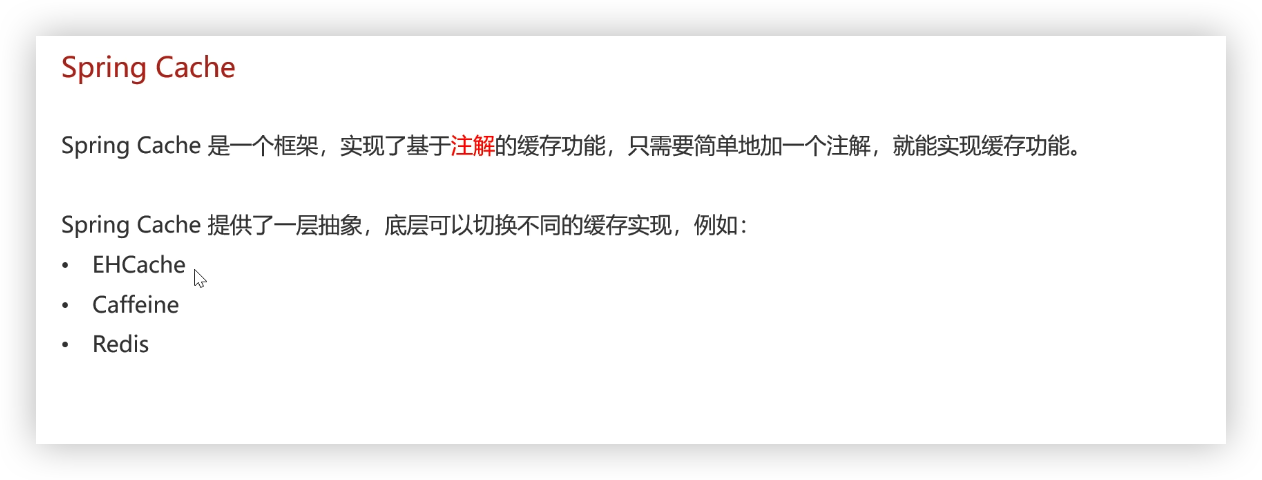 Spring Cache
Spring Cache 是一个框架，实现了基于注解的缓存功能，只需要简单地加一个注解，就能实现缓存功能。
Spring Cache 提供了一层抽象，底层可以切换不同的缓存实现，例如：
• EHCache
• Caffeine
• Redis